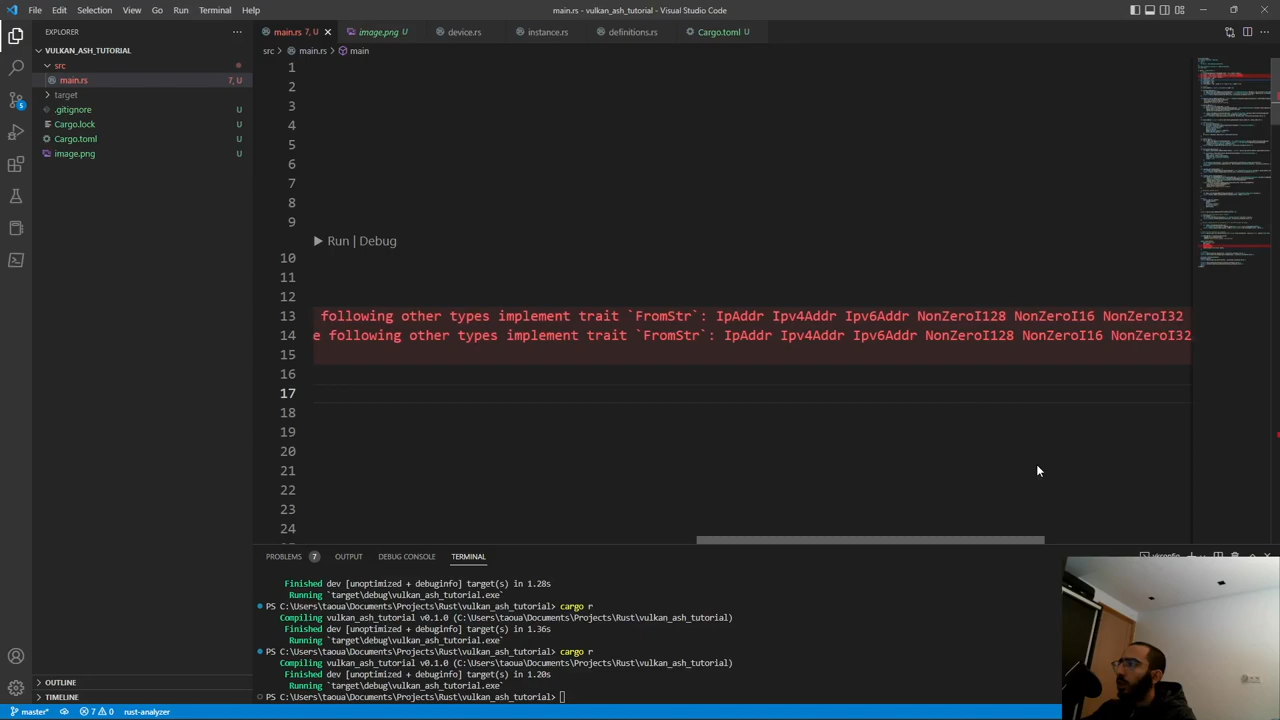 File Edit Selection View Go Run Terminal Help
main.rs - vulkan_ash_tutorial - Visual Studio Code
EXPLORER
VULKAN_ASH_TUTORIAL
src
main.rs 7, U
target
.gitignore U
Cargo.lock U
Cargo.toml U
image.png U
OUTLINE
TIMELINE
5
main.rs 7, U
image.png U
device.rs
instance.rs
definitions.rs
Cargo.toml U
src > main.rs > main
1
2
3
4
5
6
7
8
9
Run | Debug
10
11
12
13 following other types implement trait `FromStr`: IpAddr Ipv4Addr Ipv6Addr NonZeroI128 NonZeroI16 NonZeroI32
14 e following other types implement trait `FromStr`: IpAddr Ipv4Addr Ipv6Addr NonZeroI128 NonZeroI16 NonZeroI32
15
16
17
18
19
20
21
22
23
24
PROBLEMS 7 OUTPUT DEBUG CONSOLE TERMINAL
Finished dev [unoptimized + debuginfo] target(s) in 1.28s
Running `target\debug\vulkan_ash_tutorial.exe`
PS C:\Users\taoua\Documents\Projects\Rust\vulkan_ash_tutorial> cargo r
Compiling vulkan_ash_tutorial v0.1.0 (C:\Users\taoua\Documents\Projects\Rust\vulkan_ash_tutorial)
Finished dev [unoptimized + debuginfo] target(s) in 1.36s
Running `target\debug\vulkan_ash_tutorial.exe`
PS C:\Users\taoua\Documents\Projects\Rust\vulkan_ash_tutorial> cargo r
Compiling vulkan_ash_tutorial v0.1.0 (C:\Users\taoua\Documents\Projects\Rust\vulkan_ash_tutorial)
Finished dev [unoptimized + debuginfo] target(s) in 1.20s
Running `target\debug\vulkan_ash_tutorial.exe`
PS C:\Users\taoua\Documents\Projects\Rust\vulkan_ash_tutorial>
master* 7 0 rust-analyzer